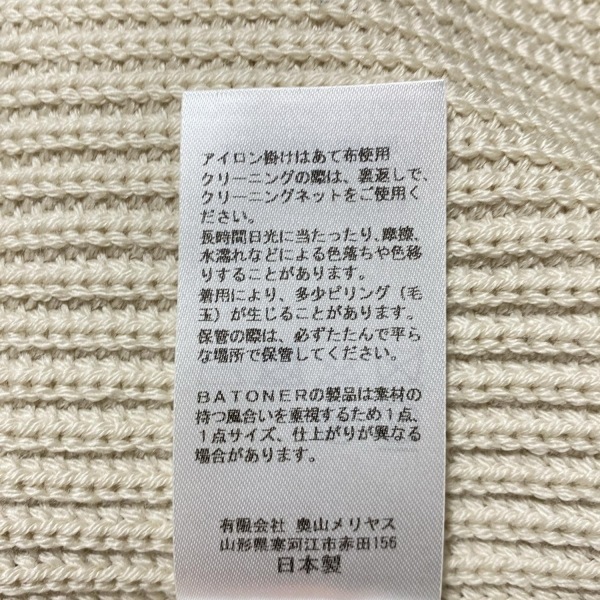 アイロン掛けはあて布使用
クリーニングの際は、裏返しで、
クリーニングネットをご使用く
ださい。
長時間日光に当たったり、摩擦、
水濡れなどによる色落ちや色移
りすることがあります。
着用により、多少ピリング（毛
玉）が生じることがあります。
保管の際は、必ずたたんで平ら
な場所で保管してください。
BATONERの製品は素材の
持つ風合いを重視するため1点、
1点サイズ、仕上がりが異なる
場合があります。
有限会社 奥山メリヤス
山形県寒河江市赤田156
日本製